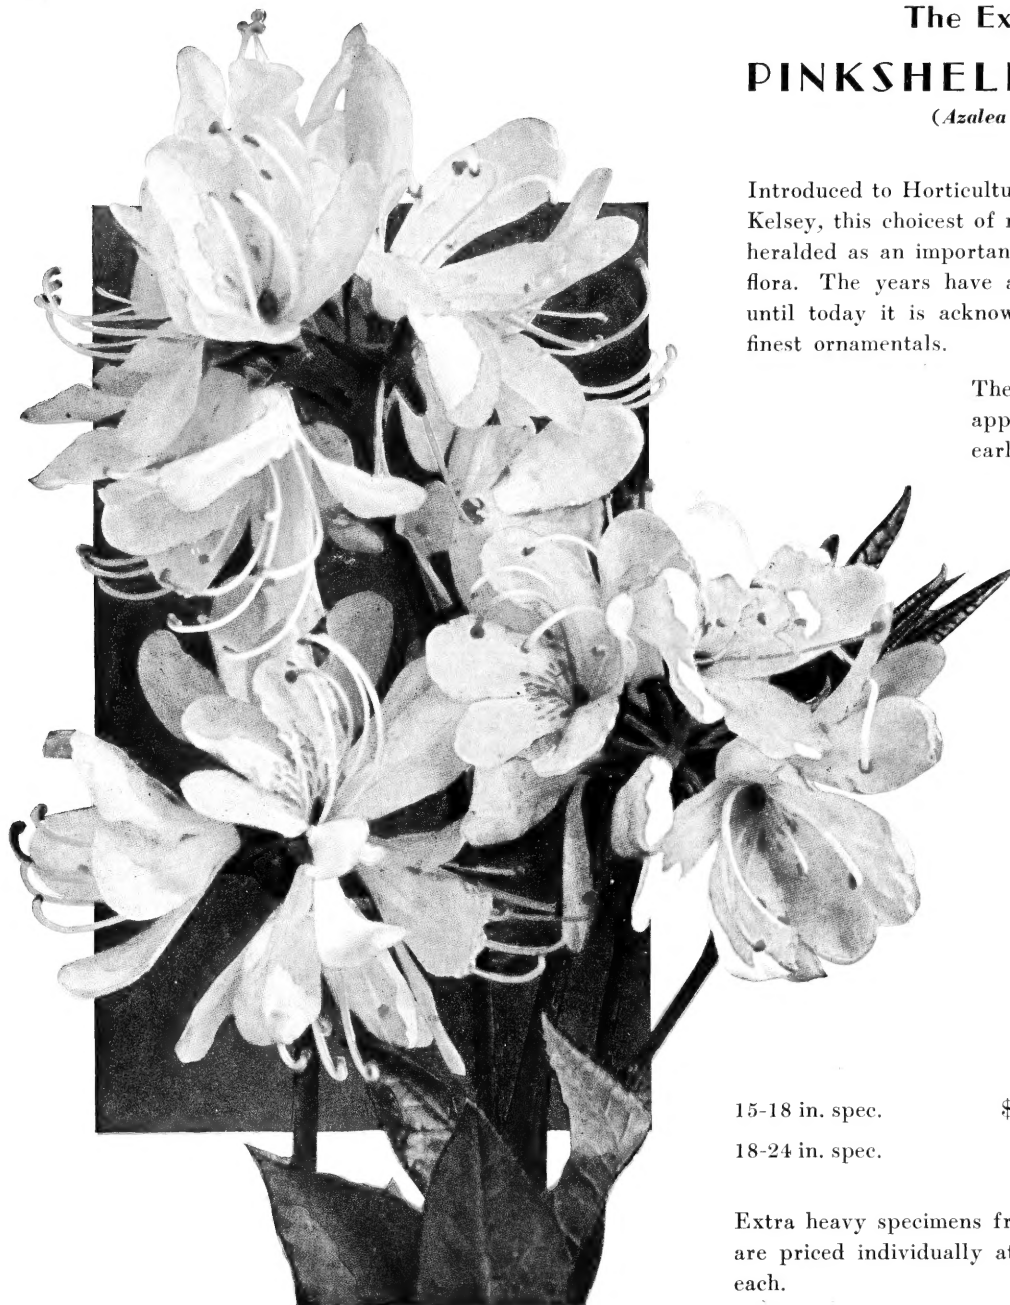 The Ex
PINKSHELL
(Azalea
Introduced to Horticultu
Kelsey, this choicest of
heralded as an importan
flora. The years have a
until today it is acknow
finest ornamentals.
The
app
earl
15-18 in. spec. $
18-24 in. spec.
Extra heavy specimens fr
are priced individually at
each.